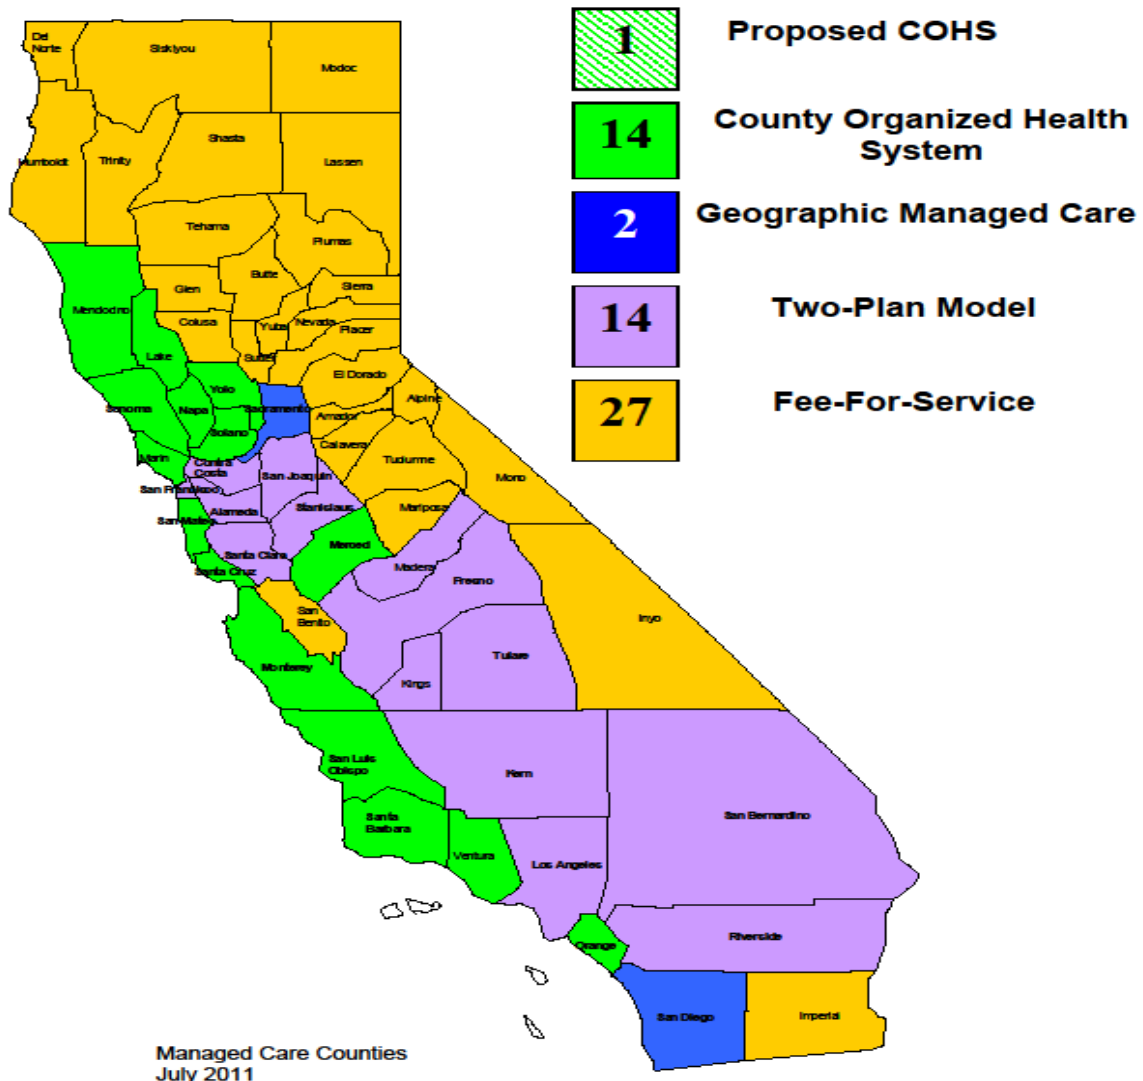 Del
Norte
Siskiyou
Modoc
Humboldt
Trinity
Shasta
Lassen
Tehama
Plumas
Butte
Glen
Sierra
Colusa
Yuba
Nevada
Placer
Mendocino
Lake
Sutter
El Dorado
Yolo
Alpine
Sonoma
Napa
Sacramento
Amador
Solano
Calavera
Marin
Contra
Costa
San Joaquin
Mono
San Fran
Alameda
Stanislaus
Mariposa
San Mateo
Merced
Santa Clara
Santa Cruz
Madera
Fresno
San
Benito
Inyo
Monterey
Tulare
Kings
San Luis
Obispo
Kern
Santa
Barbara
San Bernardino
Ventura
Los Angeles
Orange
Riverside
San Diego
Imperial
1 Proposed COHS
14 County Organized Health
System
2 Geographic Managed Care
14 Two-Plan Model
27 Fee-For-Service
Managed Care Counties
July 2011